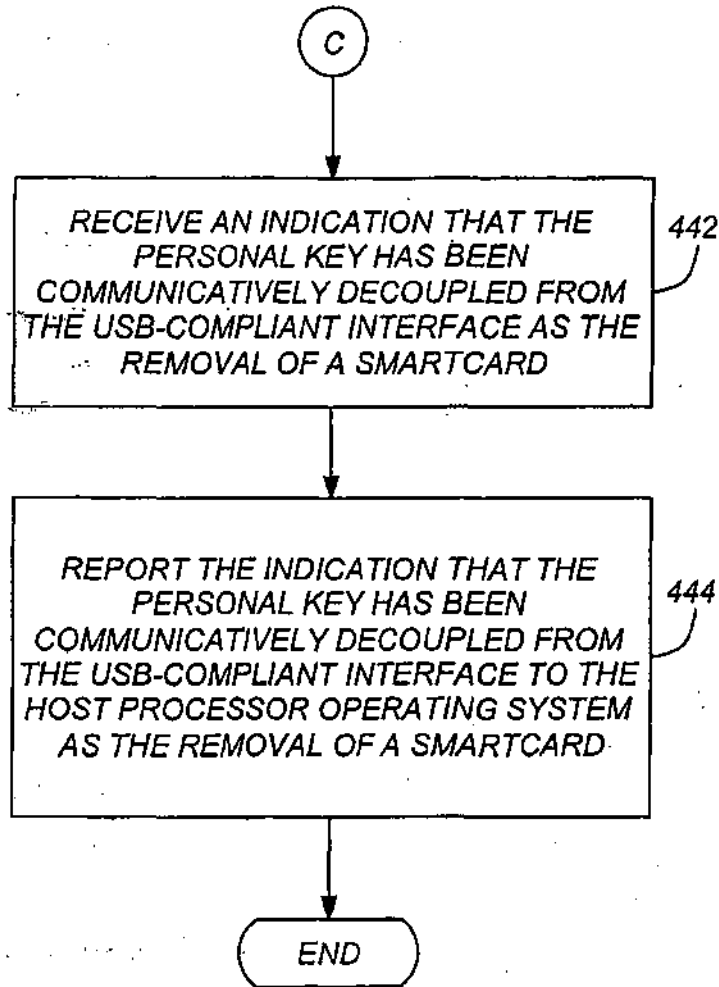 C
RECEIVE AN INDICATION THAT THE
PERSONAL KEY HAS BEEN
COMMUNICATIVELY DECOUPLED FROM
THE USB-COMPLIANT INTERFACE AS THE
REMOVAL OF A SMARTCARD
442
REPORT THE INDICATION THAT THE
PERSONAL KEY HAS BEEN
COMMUNICATIVELY DECOUPLED FROM
THE USB-COMPLIANT INTERFACE TO THE
HOST PROCESSOR OPERATING SYSTEM
AS THE REMOVAL OF A SMARTCARD
444
END